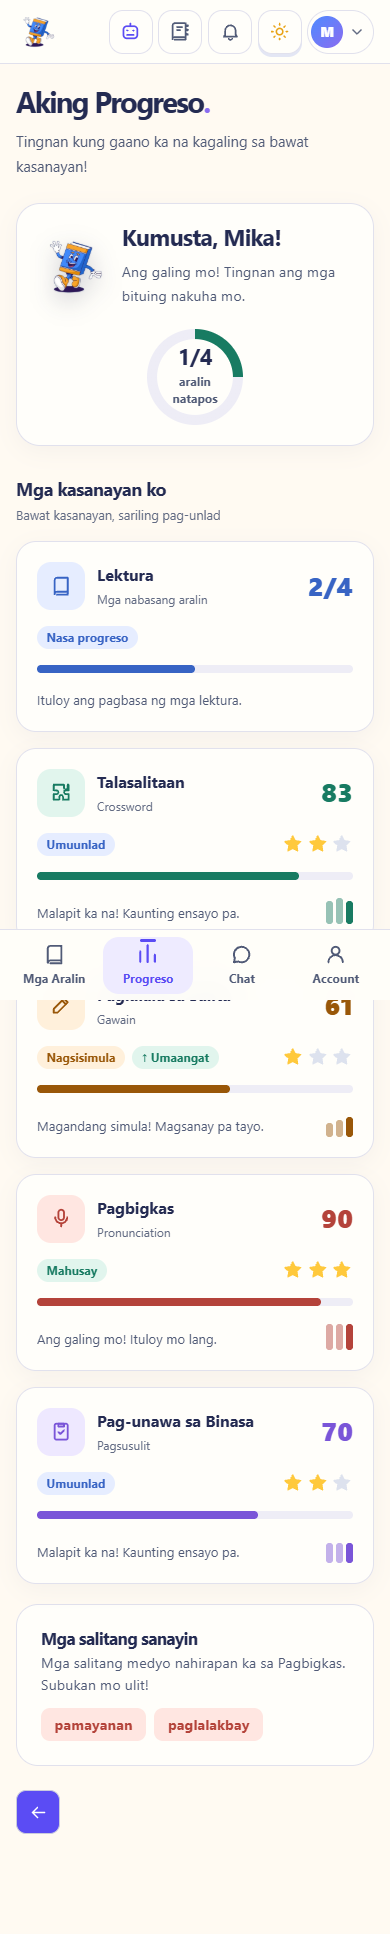 M
Aking Progreso.
Tingnan kung gaano ka na kagaling sa bawat
kasanayan!
Kumusta, Mika!
Ang galing mo! Tingnan ang mga
bituing nakuha mo.
1/4
aralin
natapos
Mga kasanayan ko
Bawat kasanayan, sariling pag-unlad
Lektura
Mga nabasang aralin
2/4
Nasa progreso
Ituloy ang pagbasa ng mga lektura.
Talasalitaan
Crossword
83
Umuunlad
Malapit ka na! Kaunting ensayo pa.
Mga Aralin
Progreso
Chat
Account
61
Gawain
Nagsisimula
↑ Umaangat
Magandang simula! Magsanay pa tayo.
Pagbigkas
Pronunciation
90
Mahusay
Ang galing mo! Ituloy mo lang.
Pag-unawa sa Binasa
Pagsusulit
70
Umuunlad
Malapit ka na! Kaunting ensayo pa.
Mga salitang sanayin
Mga salitang medyo nahirapan ka sa Pagbigkas.
Subukan mo ulit!
pamayanan
paglalakbay